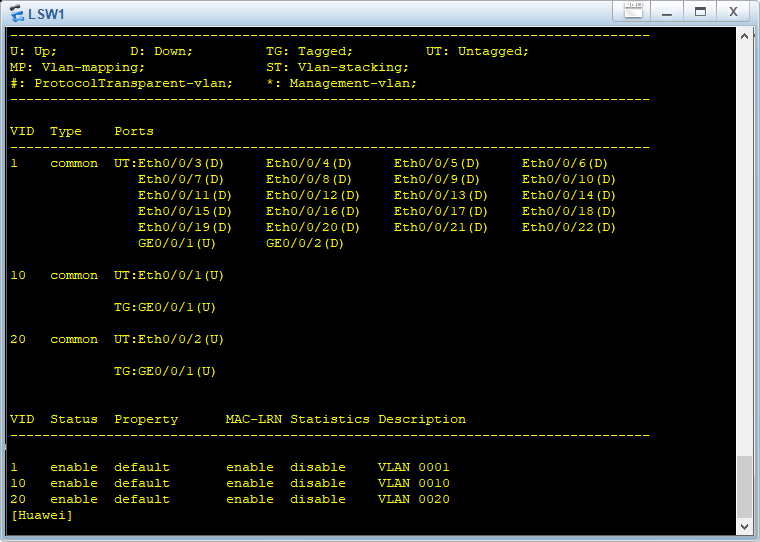 LSW1
--------------------------------------------------------------------------------
U: Up;         D: Down;         TG: Tagged;         UT: Untagged;
MP: Vlan-mapping;               ST: Vlan-stacking;
#: ProtocolTransparent-vlan;    *: Management-vlan;
--------------------------------------------------------------------------------
VID  Type    Ports
--------------------------------------------------------------------------------
1    common  UT:Eth0/0/3(D)     Eth0/0/4(D)     Eth0/0/5(D)     Eth0/0/6(D)
                Eth0/0/7(D)     Eth0/0/8(D)     Eth0/0/9(D)     Eth0/0/10(D)
                Eth0/0/11(D)    Eth0/0/12(D)    Eth0/0/13(D)    Eth0/0/14(D)
                Eth0/0/15(D)    Eth0/0/16(D)    Eth0/0/17(D)    Eth0/0/18(D)
                Eth0/0/19(D)    Eth0/0/20(D)    Eth0/0/21(D)    Eth0/0/22(D)
                GE0/0/1(U)      GE0/0/2(D)
10   common  UT:Eth0/0/1(U)
             TG:GE0/0/1(U)
20   common  UT:Eth0/0/2(U)
             TG:GE0/0/1(U)
VID  Status  Property      MAC-LRN Statistics Description
--------------------------------------------------------------------------------
1    enable  default       enable  disable    VLAN 0001
10   enable  default       enable  disable    VLAN 0010
20   enable  default       enable  disable    VLAN 0020
[Huawei]